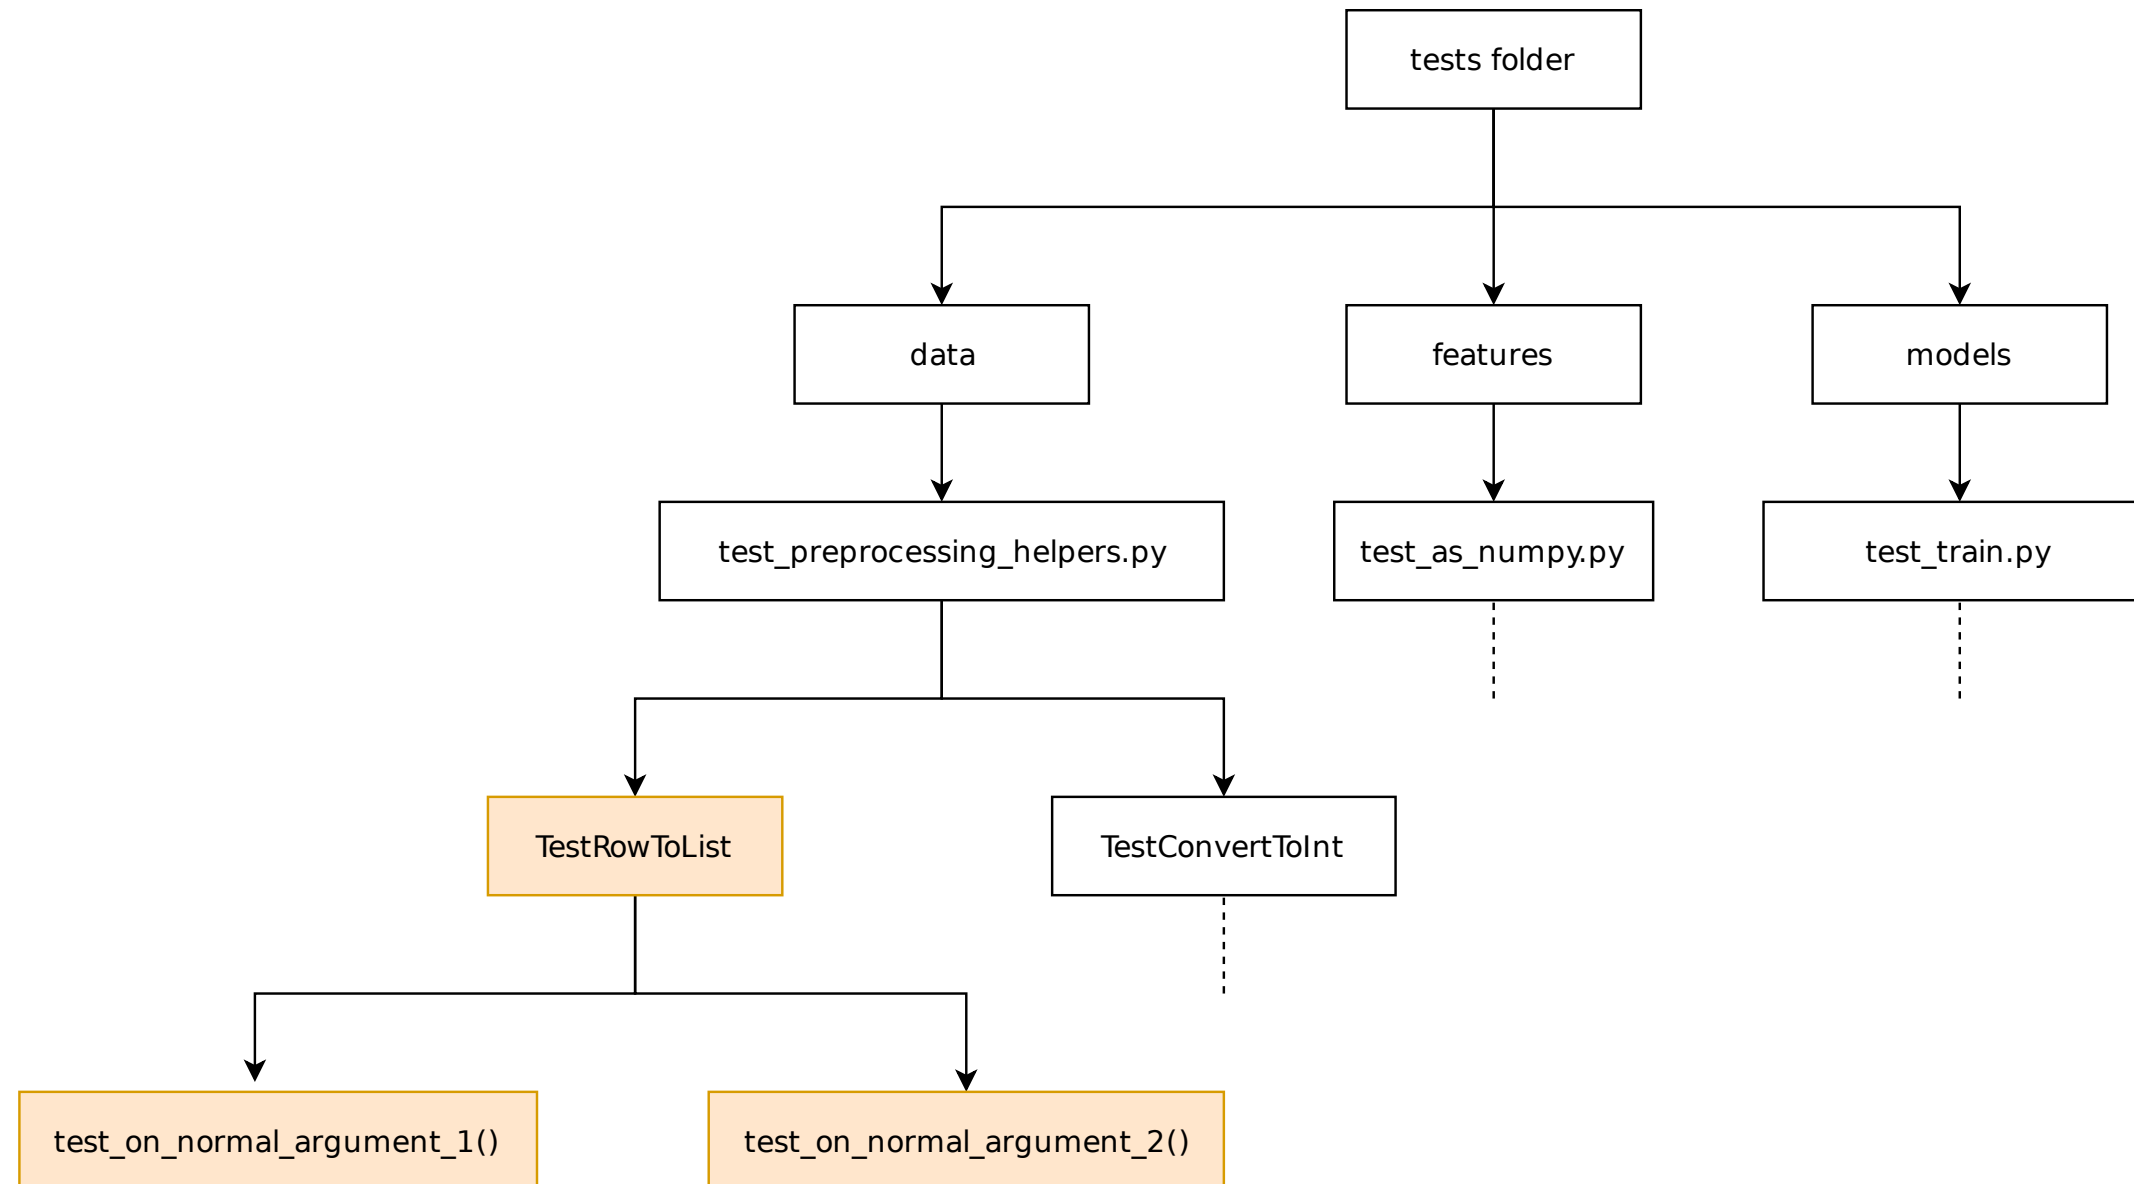 tests folder
data
features
models
test_preprocessing_helpers.py
test_as_numpy.py
test_train.py
TestRowToList
TestConvertToInt
test_on_normal_argument_1()
test_on_normal_argument_2()